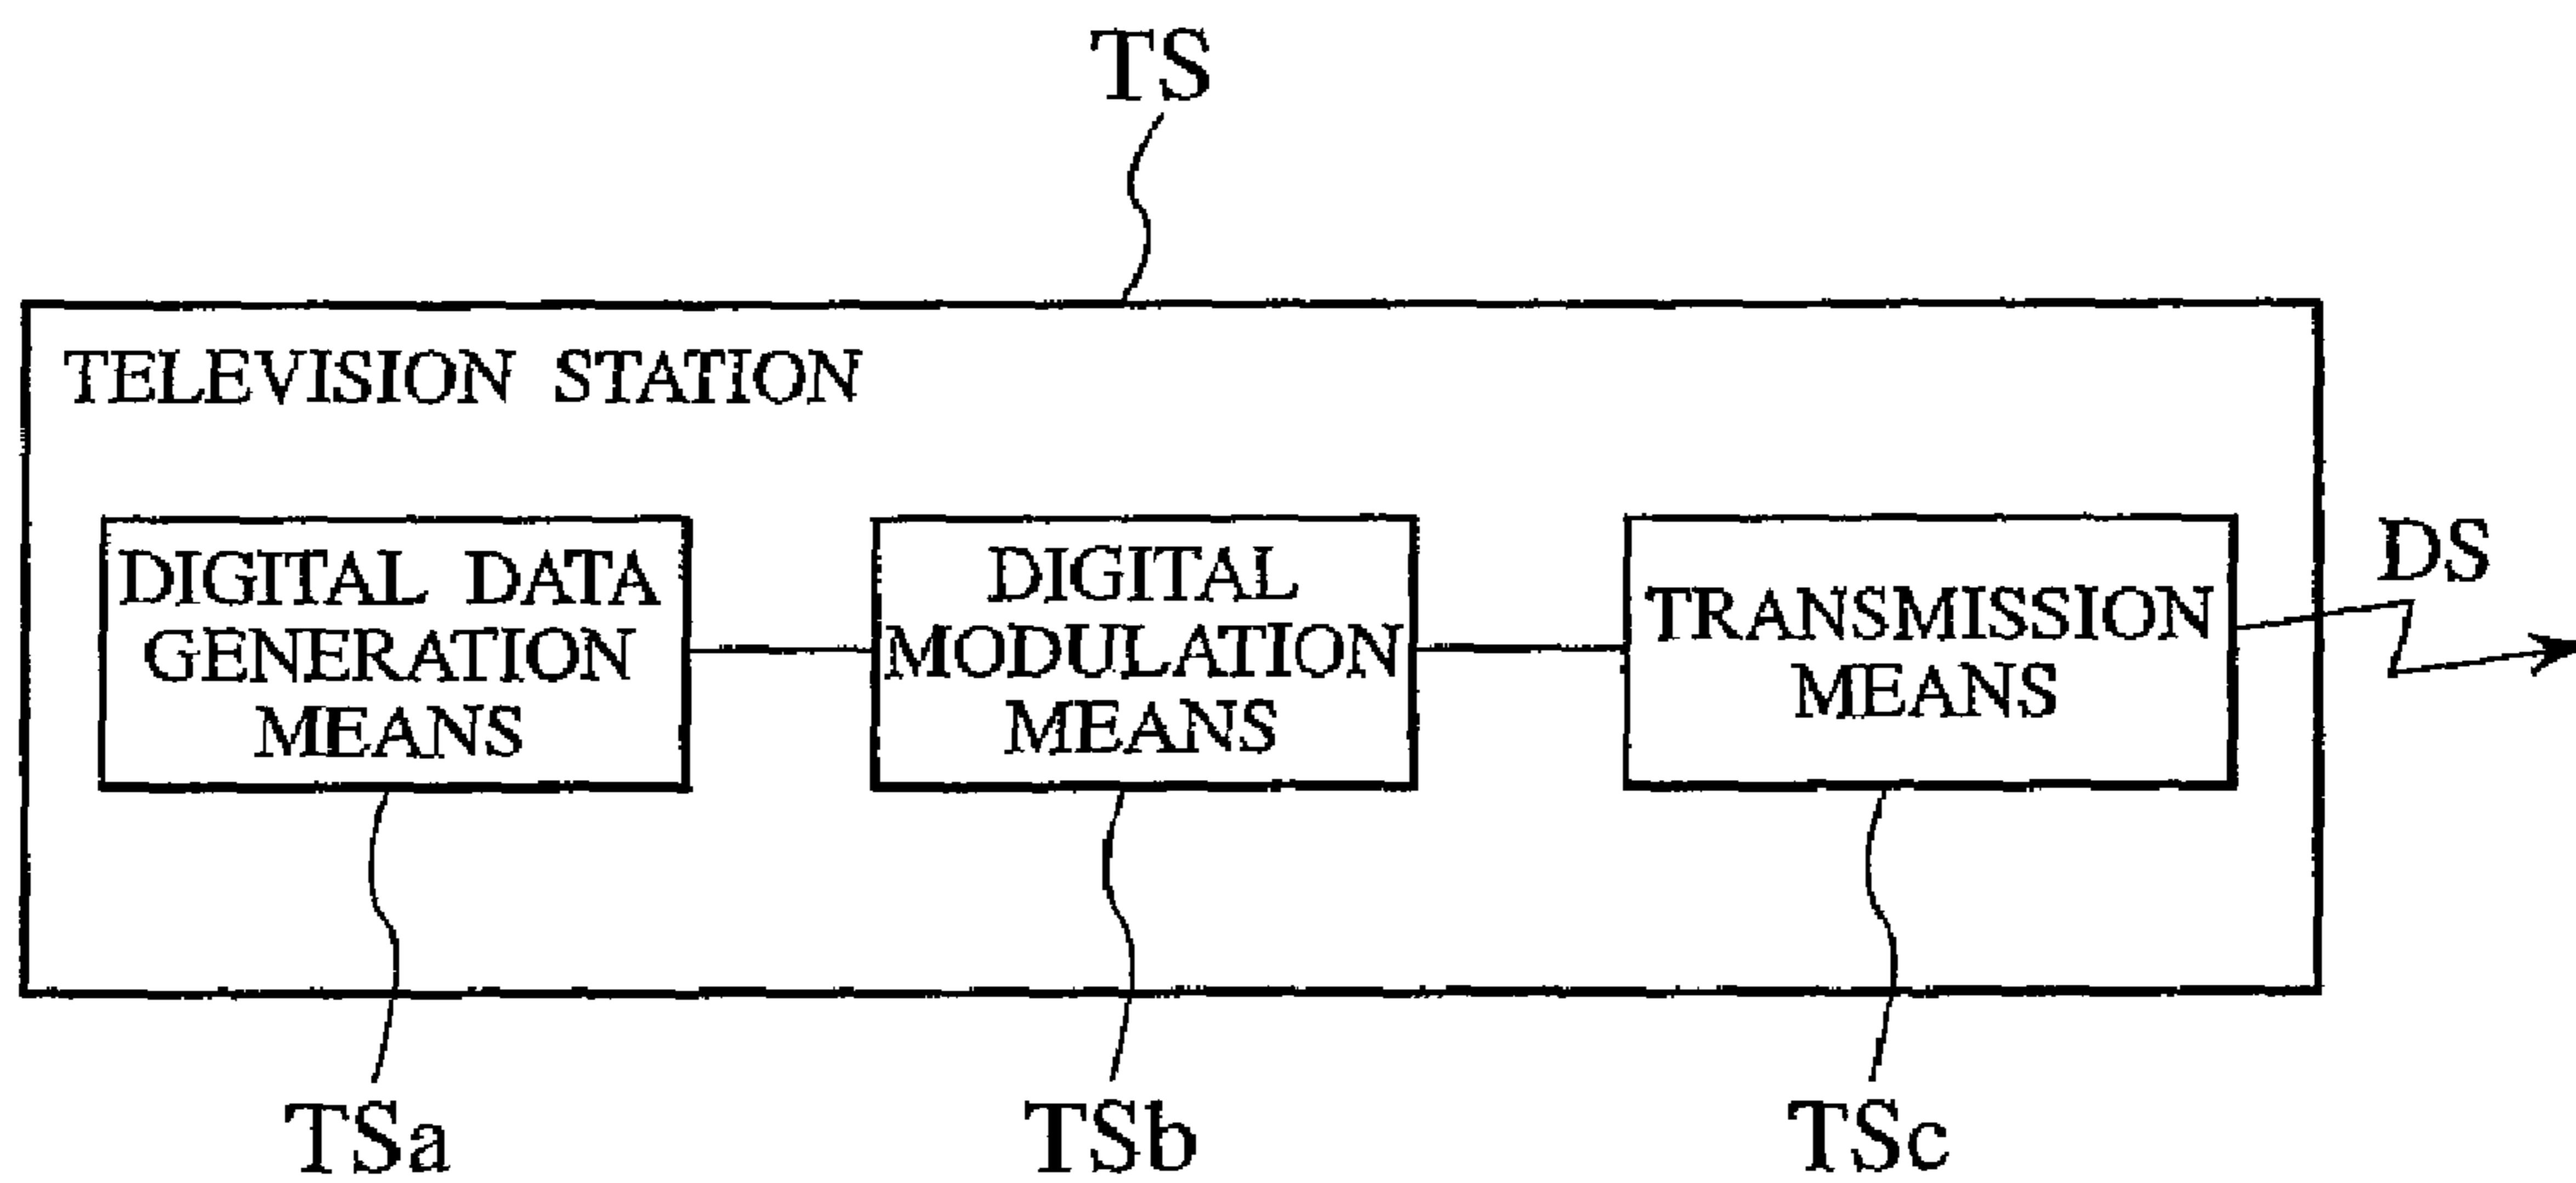 TS
TELEVISION STATION
DIGITAL DATA
GENERATION
MEANS
DIGITAL
MODULATION
MEANS
TRANSMISSION
MEANS
DS
TSa
TSb
TSc